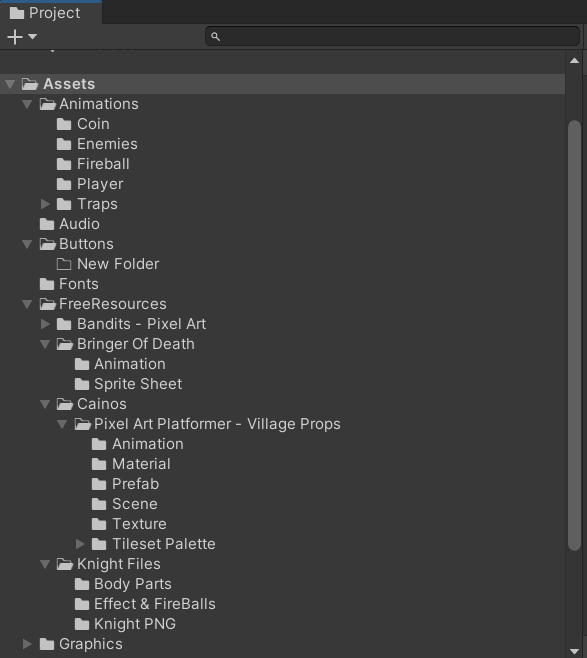 Project
Assets
Animations
Coin
Enemies
Fireball
Player
Traps
Audio
Buttons
New Folder
Fonts
FreeResources
Bandits - Pixel Art
Bringer Of Death
Animation
Sprite Sheet
Cainos
Pixel Art Platformer - Village Props
Animation
Material
Prefab
Scene
Texture
Tileset Palette
Knight Files
Body Parts
Effect & FireBalls
Knight PNG
Graphics